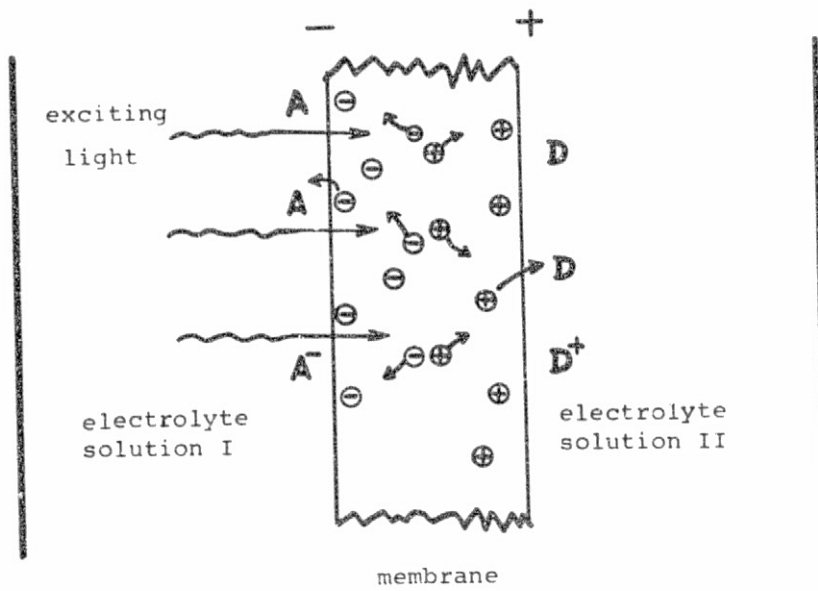 − +
A
exciting
light
D
A
D
A⁻
D⁺
electrolyte
solution I
electrolyte
solution II
membrane